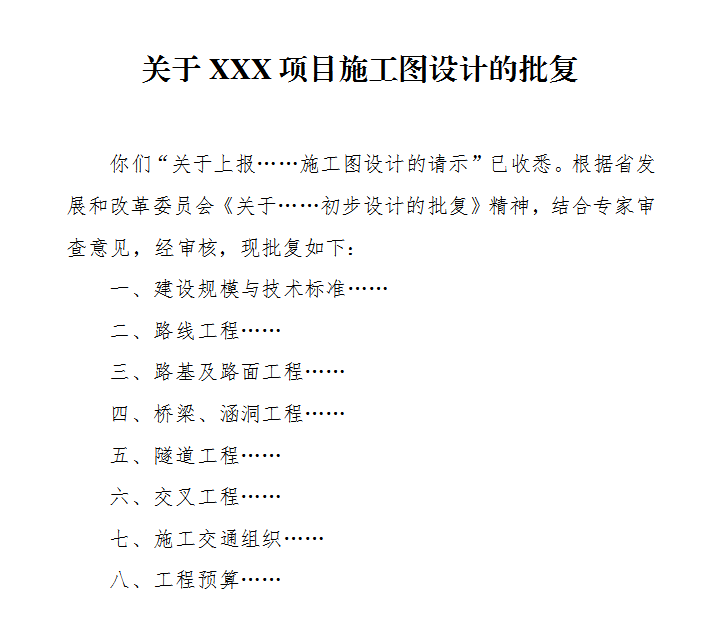 关于 XXX 项目施工图设计的批复
你们“关于上报……施工图设计的请示”已收悉。根据省发
展和改革委员会《关于……初步设计的批复》精神，结合专家审
查意见，经审核，现批复如下：
一、建设规模与技术标准……
二、路线工程……
三、路基及路面工程……
四、桥梁、涵洞工程……
五、隧道工程……
六、交叉工程……
七、施工交通组织……
八、工程预算……